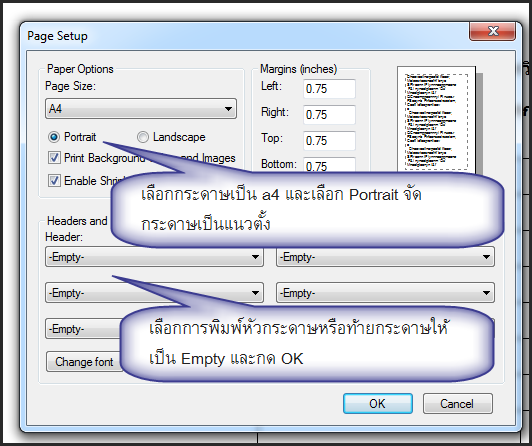 Page Setup
Paper Options
Page Size:
A4
Portrait
Landscape
Print Background
and Images
Enable Shri
Margins (inches)
Left: 0.75
Right: 0.75
Top: 0.75
Bottom: 0.75
เลือกกระดาษเป็น a4 และเลือก Portrait จัด
กระดาษเป็นแนวตั้ง
Headers and
Header:
-Empty-
-Empty-
-Empty-
-Empty-
-Empty-
เลือกการพิมพ์หัวกระดาษหรือท้ายกระดาษให้
เป็น Empty และกด OK
Change font
OK
Cancel